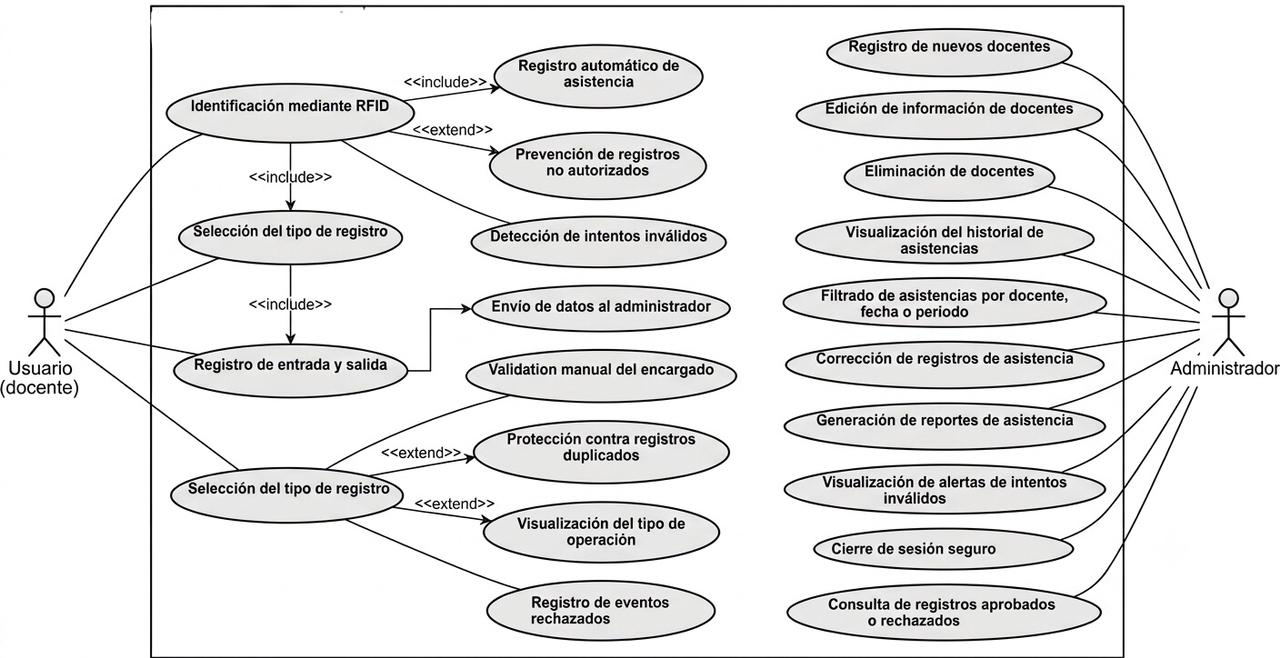 Identificación mediante RFID
<<include>>
Registro automático de
asistencia
<<extend>>
Prevención de registros
no autorizados
<<include>>
Selección del tipo de registro
Detección de intentos inválidos
<<include>>
Envío de datos al administrador
Registro de entrada y salida
Validation manual del encargado
Usuario
(docente)
<<extend>>
Protección contra registros
duplicados
Selección del tipo de registro
<<extend>>
Visualización del tipo de
operación
Registro de eventos
rechazados
Registro de nuevos docentes
Edición de información de docentes
Eliminación de docentes
Visualización del historial de
asistencias
Filtrado de asistencias por docente,
fecha o periodo
Corrección de registros de asistencia
Generación de reportes de asistencia
Visualización de alertas de intentos
inválidos
Cierre de sesión seguro
Consulta de registros aprobados
o rechazados
Administrador